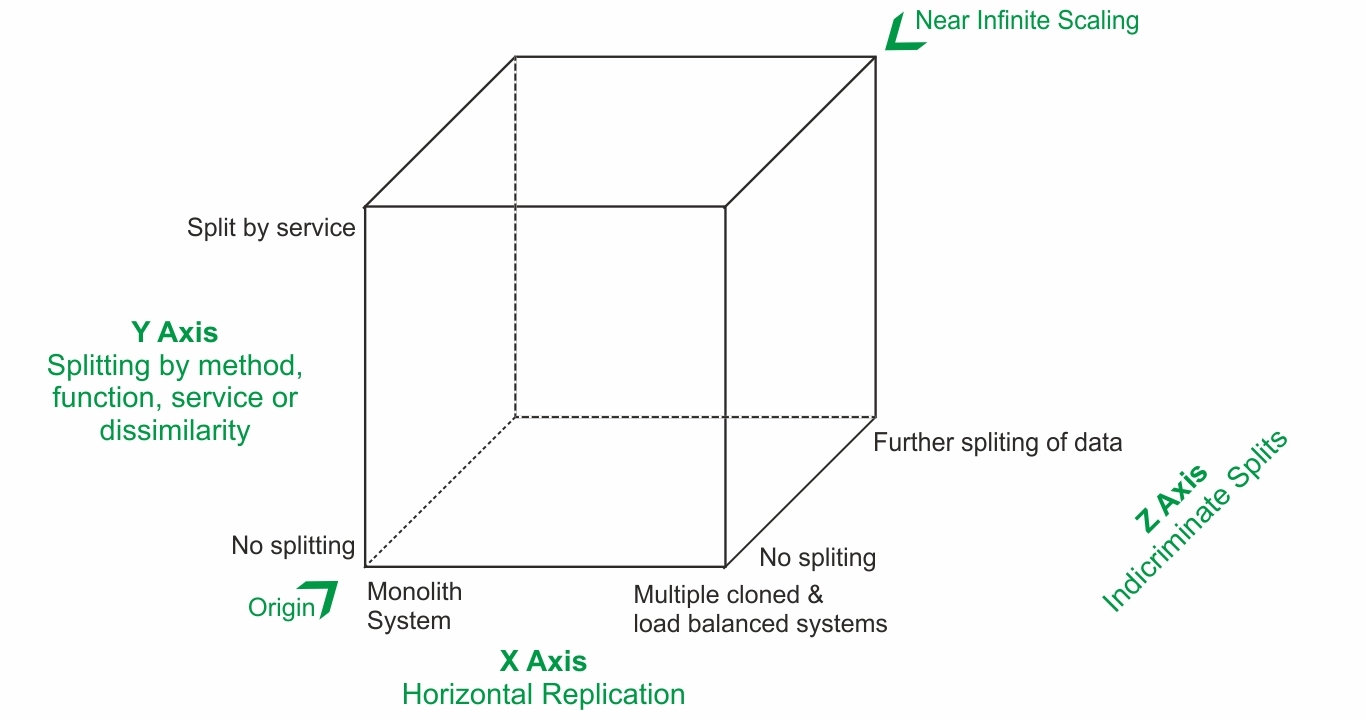 Near Infinite Scaling
Split by service
Y Axis
Splitting by method,
function, service or
dissimilarity
Further spliting of data
Z Axis
Indicriminate Splits
No splitting
No spliting
Origin
Monolith
System
Multiple cloned &
load balanced systems
X Axis
Horizontal Replication